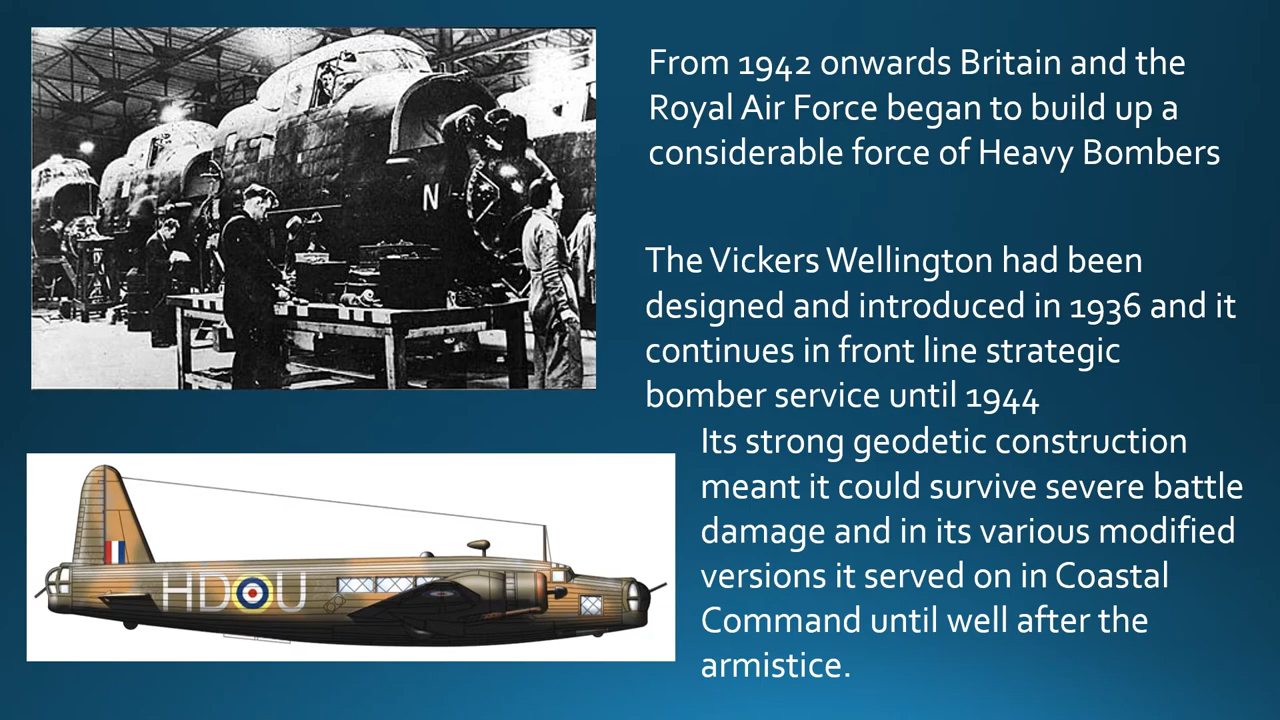 From 1942 onwards Britain and the
Royal Air Force began to build up a
considerable force of Heavy Bombers
N
The Vickers Wellington had been
designed and introduced in 1936 and it
continues in front line strategic
bomber service until 1944
Its strong geodetic construction
meant it could survive severe battle
damage and in its various modified
versions it served on in Coastal
Command until well after the
armistice.
HD U